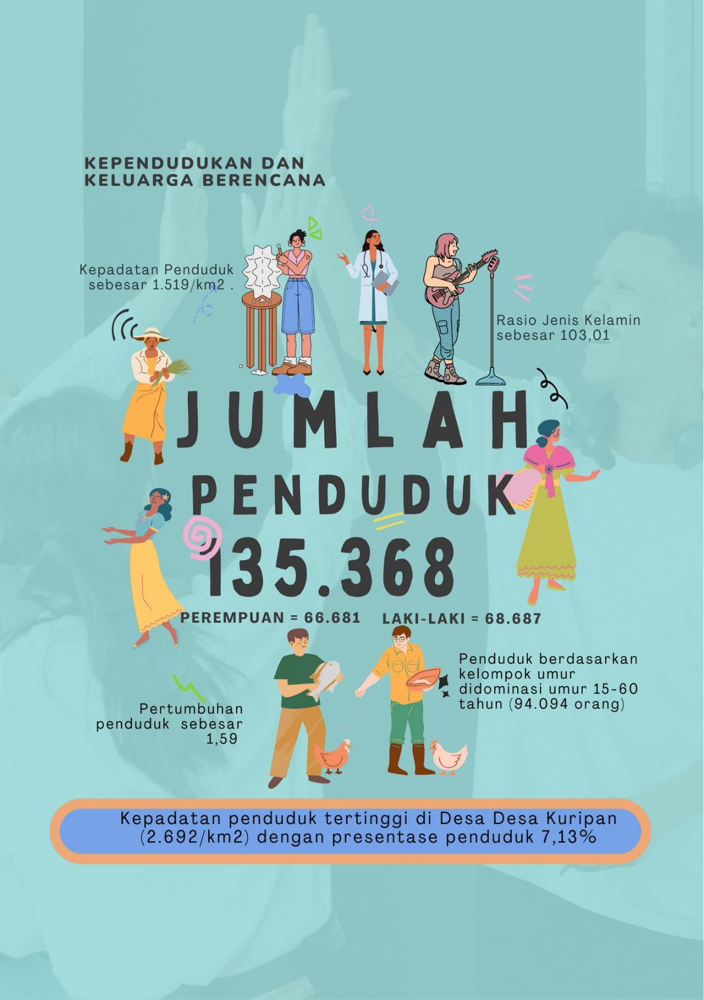 KEPENDUDUKAN DAN
KELUARGA BERENCANA
Kepadatan Penduduk
sebesar 1.519/km2 .
Rasio Jenis Kelamin
sebesar 103,01
JUMLAH
PENDUDUK
135.368
PEREMPUAN = 66.681 LAKI-LAKI = 68.687
Penduduk berdasarkan
kelompok umur
didominasi umur 15-60
tahun (94.094 orang)
Pertumbuhan
penduduk sebesar
1,59
Kepadatan penduduk tertinggi di Desa Desa Kuripan
(2.692/km2) dengan presentase penduduk 7,13%